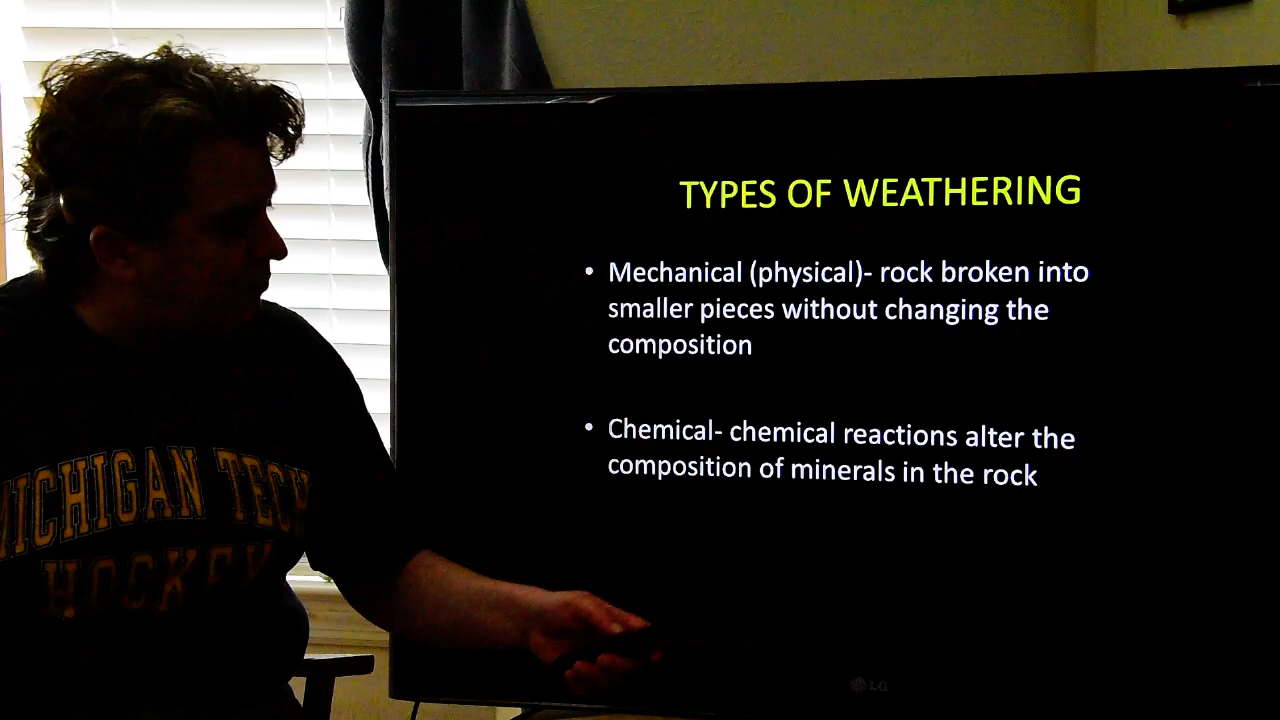 TYPES OF WEATHERING
• Mechanical (physical)- rock broken into
smaller pieces without changing the
composition
• Chemical- chemical reactions alter the
composition of minerals in the rock
MICHIGAN TECH
HOCKEY
LG